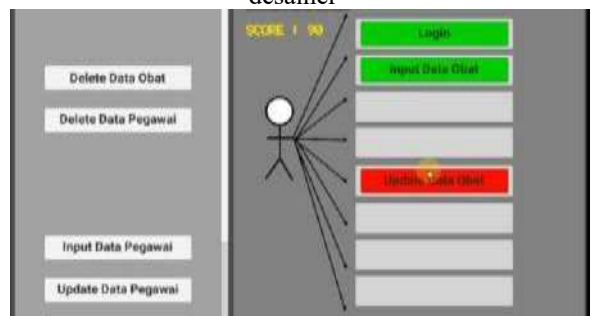 desainer
SCORE : 90
Delete Data Obat
Delete Data Pegawai
Input Data Pegawai
Update Data Pegawai
Login
Input Data Obat
Update Data Obat